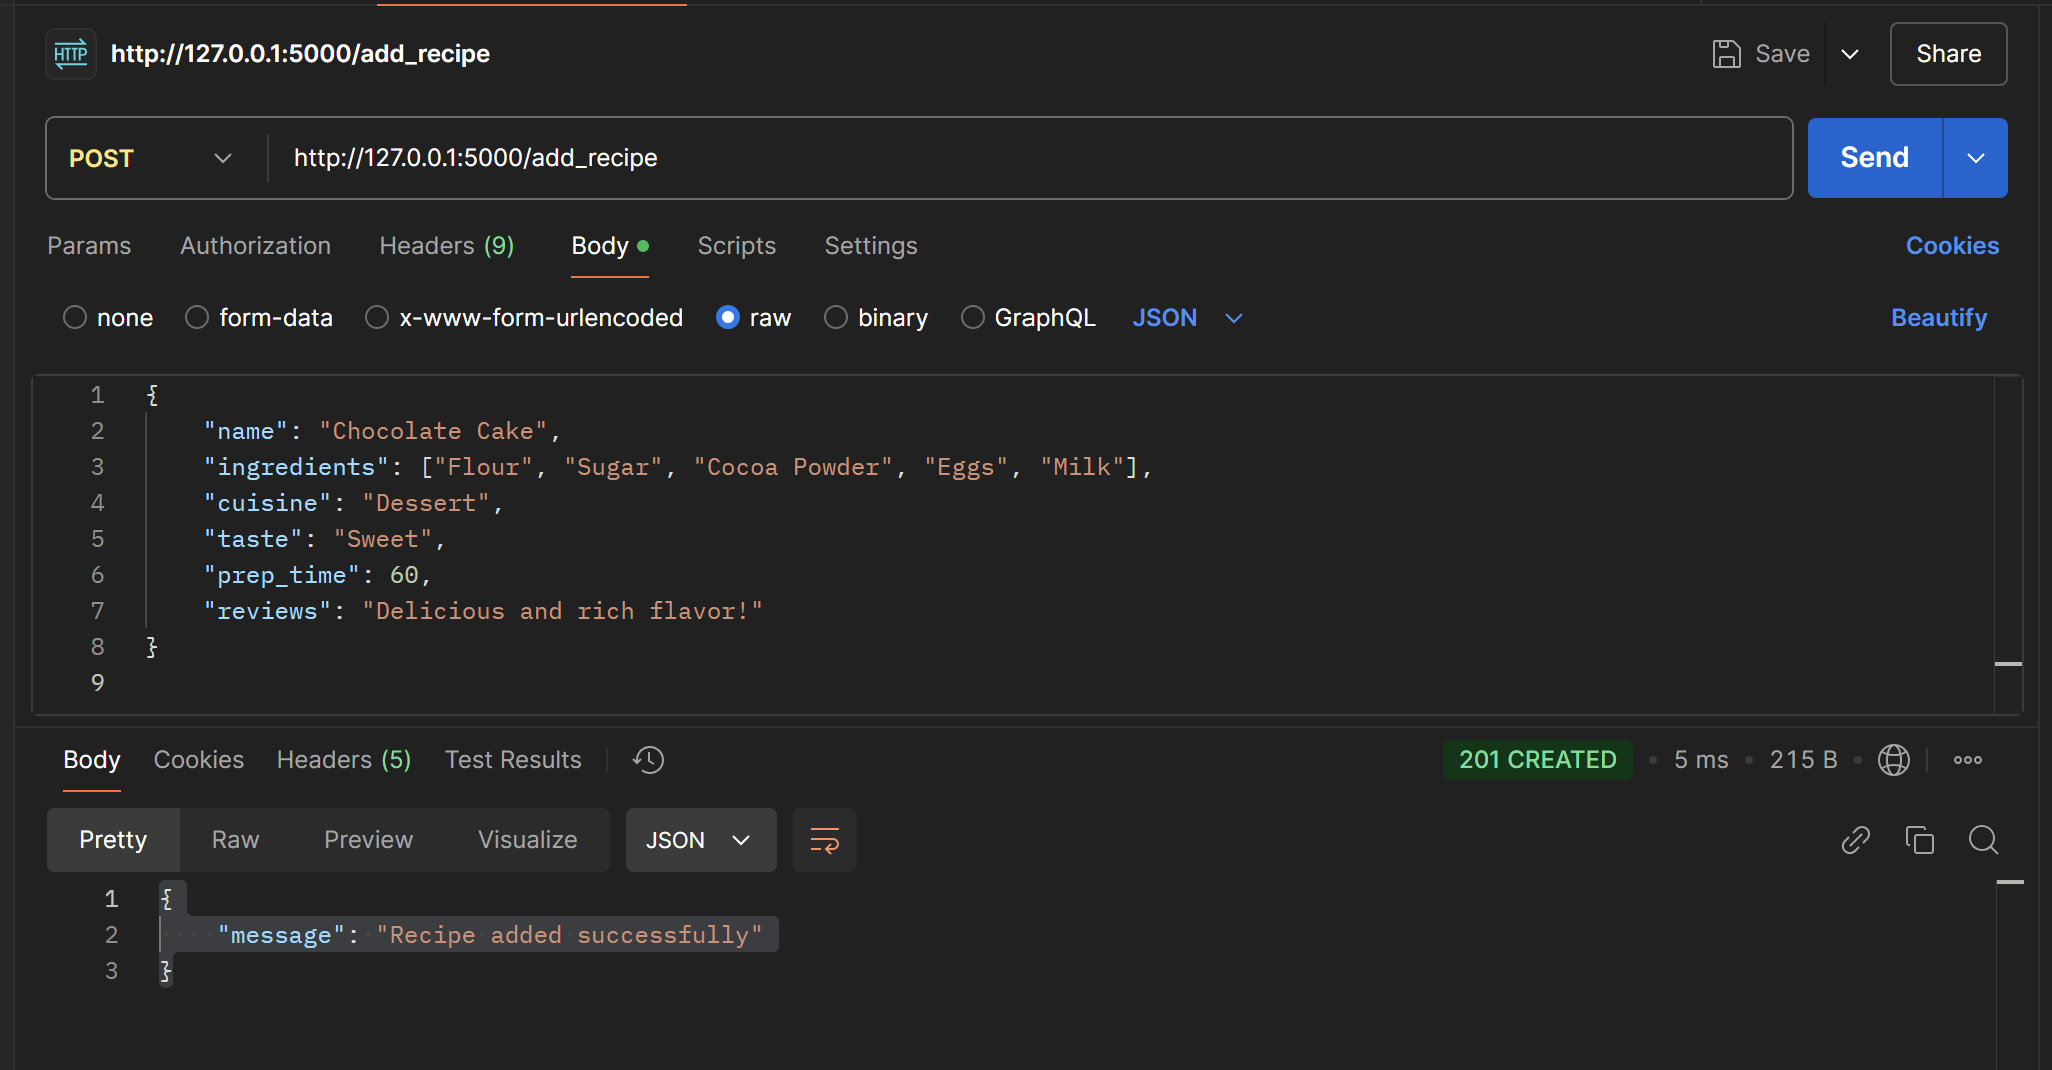 HTTP http://127.0.0.1:5000/add_recipe Save Share
POST http://127.0.0.1:5000/add_recipe Send
Params Authorization Headers (9) Body Scripts Settings Cookies
none form-data x-www-form-urlencoded raw binary GraphQL JSON Beautify
1 {
2 "name": "Chocolate Cake",
3 "ingredients": ["Flour", "Sugar", "Cocoa Powder", "Eggs", "Milk"],
4 "cuisine": "Dessert",
5 "taste": "Sweet",
6 "prep_time": 60,
7 "reviews": "Delicious and rich flavor!"
8 }
9
Body Cookies Headers (5) Test Results 201 CREATED • 5 ms • 215 B •
Pretty Raw Preview Visualize JSON
1 {
2 "message": "Recipe added successfully"
3 }